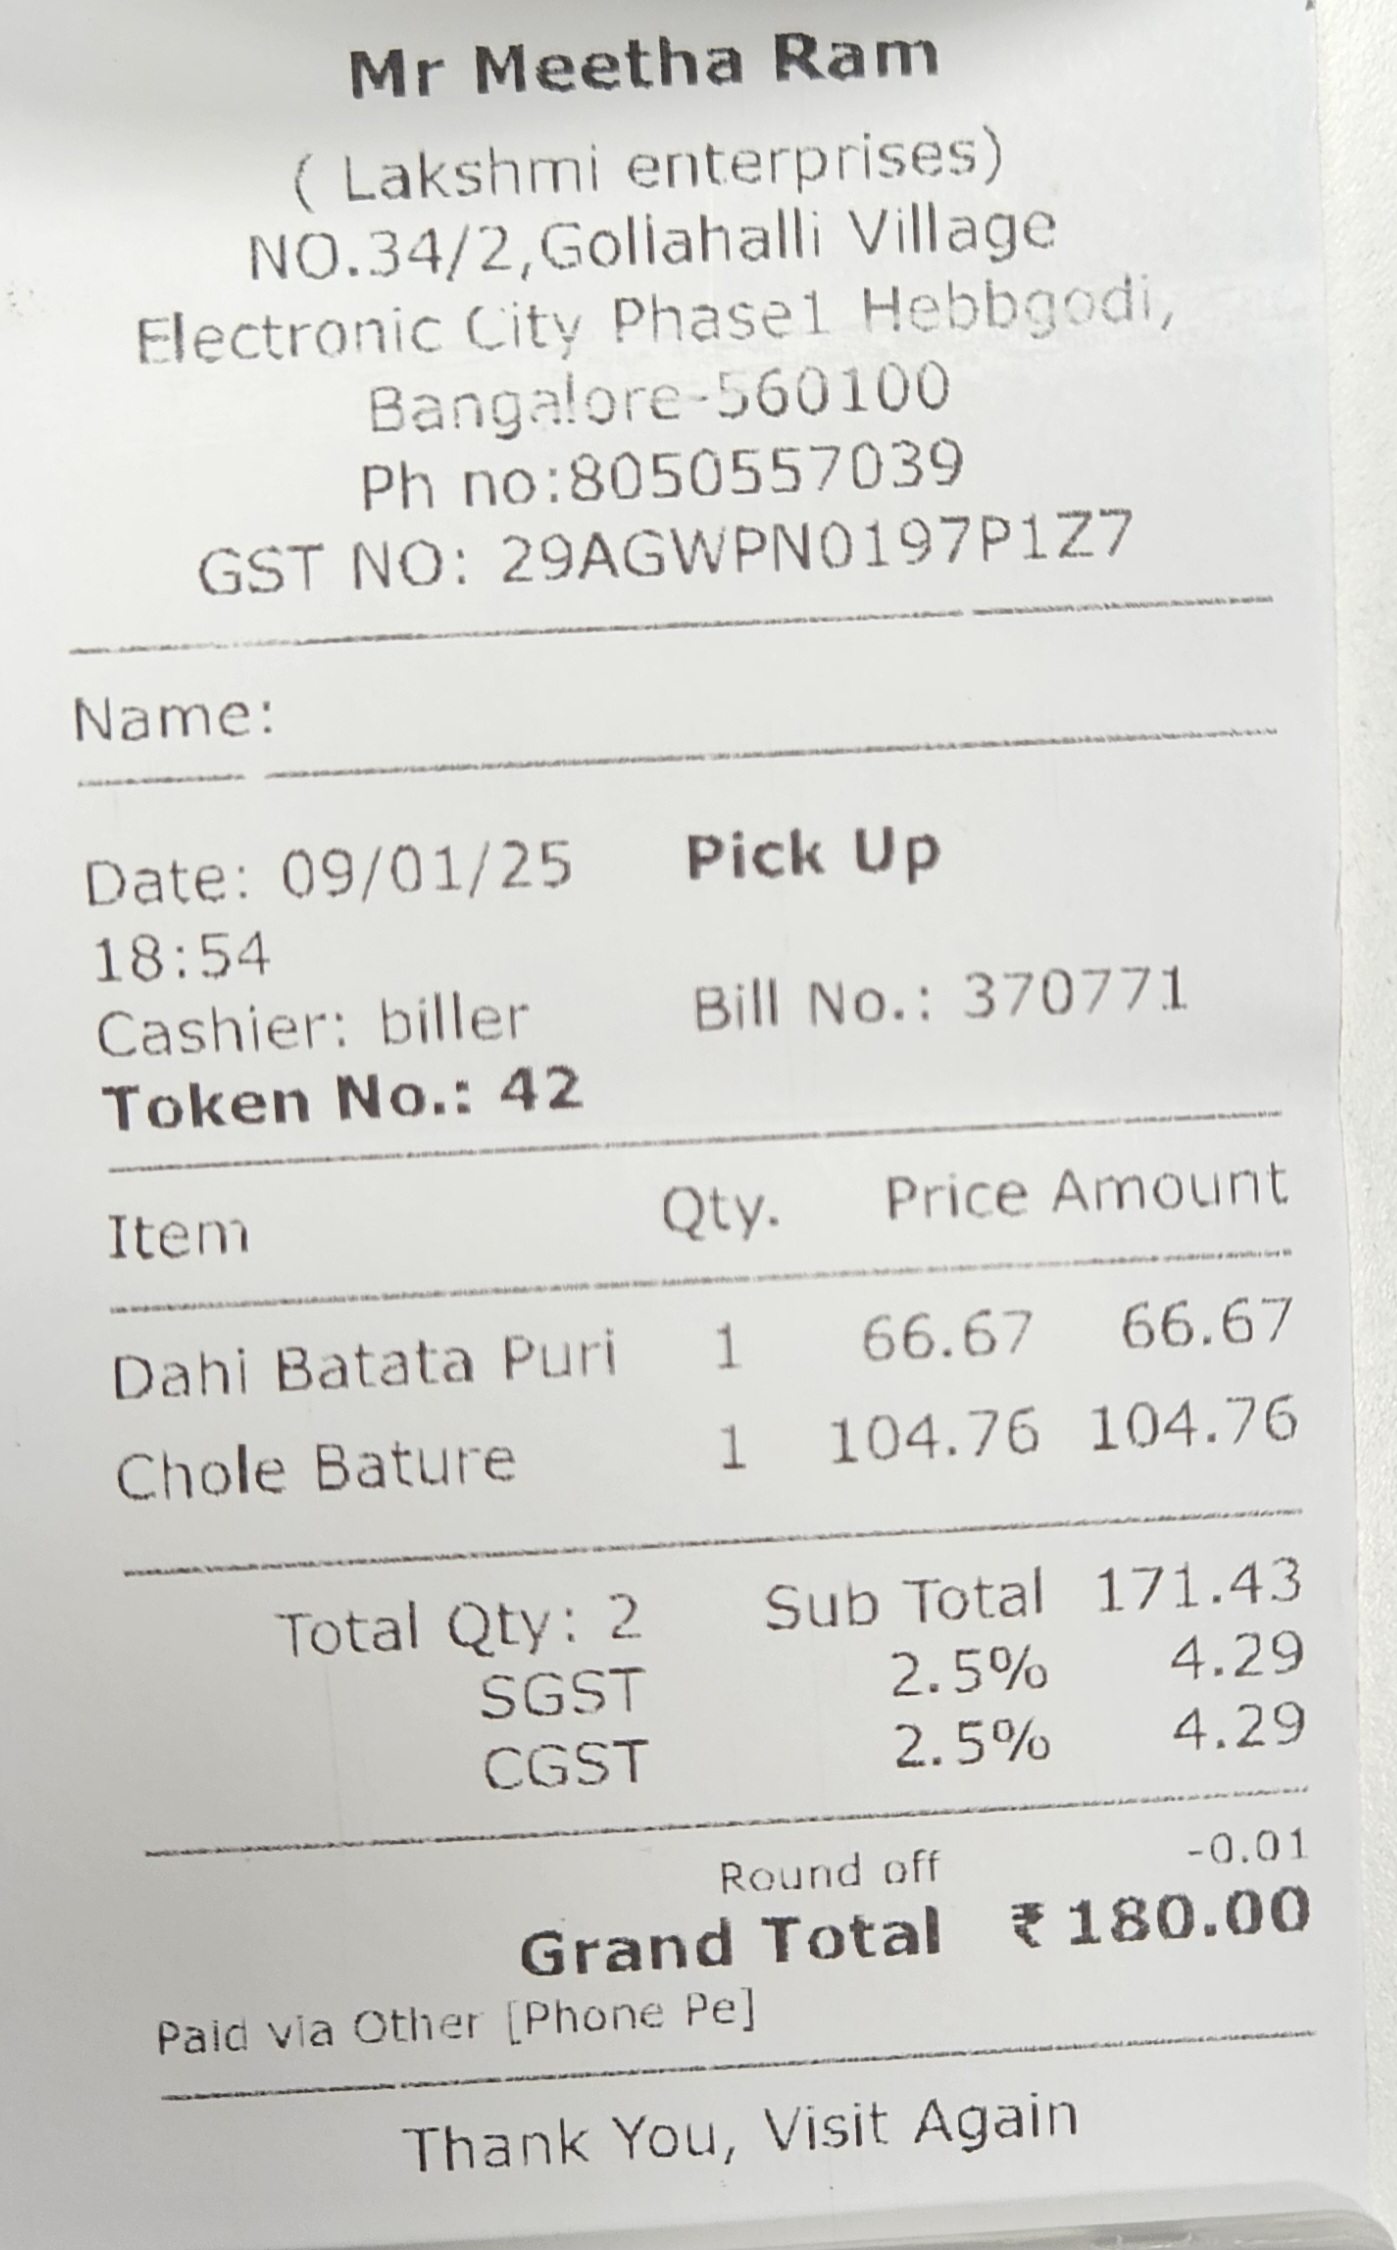 Mr Meetha Ram
( Lakshmi enterprises)
NO.34/2,Gollahalli Village
Electronic City Phase1 Hebbgodi,
Bangalore-560100
Ph no:8050557039
GST NO: 29AGWPN0197P1Z7
Name:
Date: 09/01/25 Pick Up
18:54
Cashier: biller Bill No.: 370771
Token No.: 42
Item Qty. Price Amount
Dahi Batata Puri 1 66.67 66.67
Chole Bature 1 104.76 104.76
Total Qty: 2 Sub Total 171.43
SGST 2.5% 4.29
CGST 2.5% 4.29
Round off -0.01
Grand Total ₹ 180.00
Paid via Other [Phone Pe]
Thank You, Visit Again